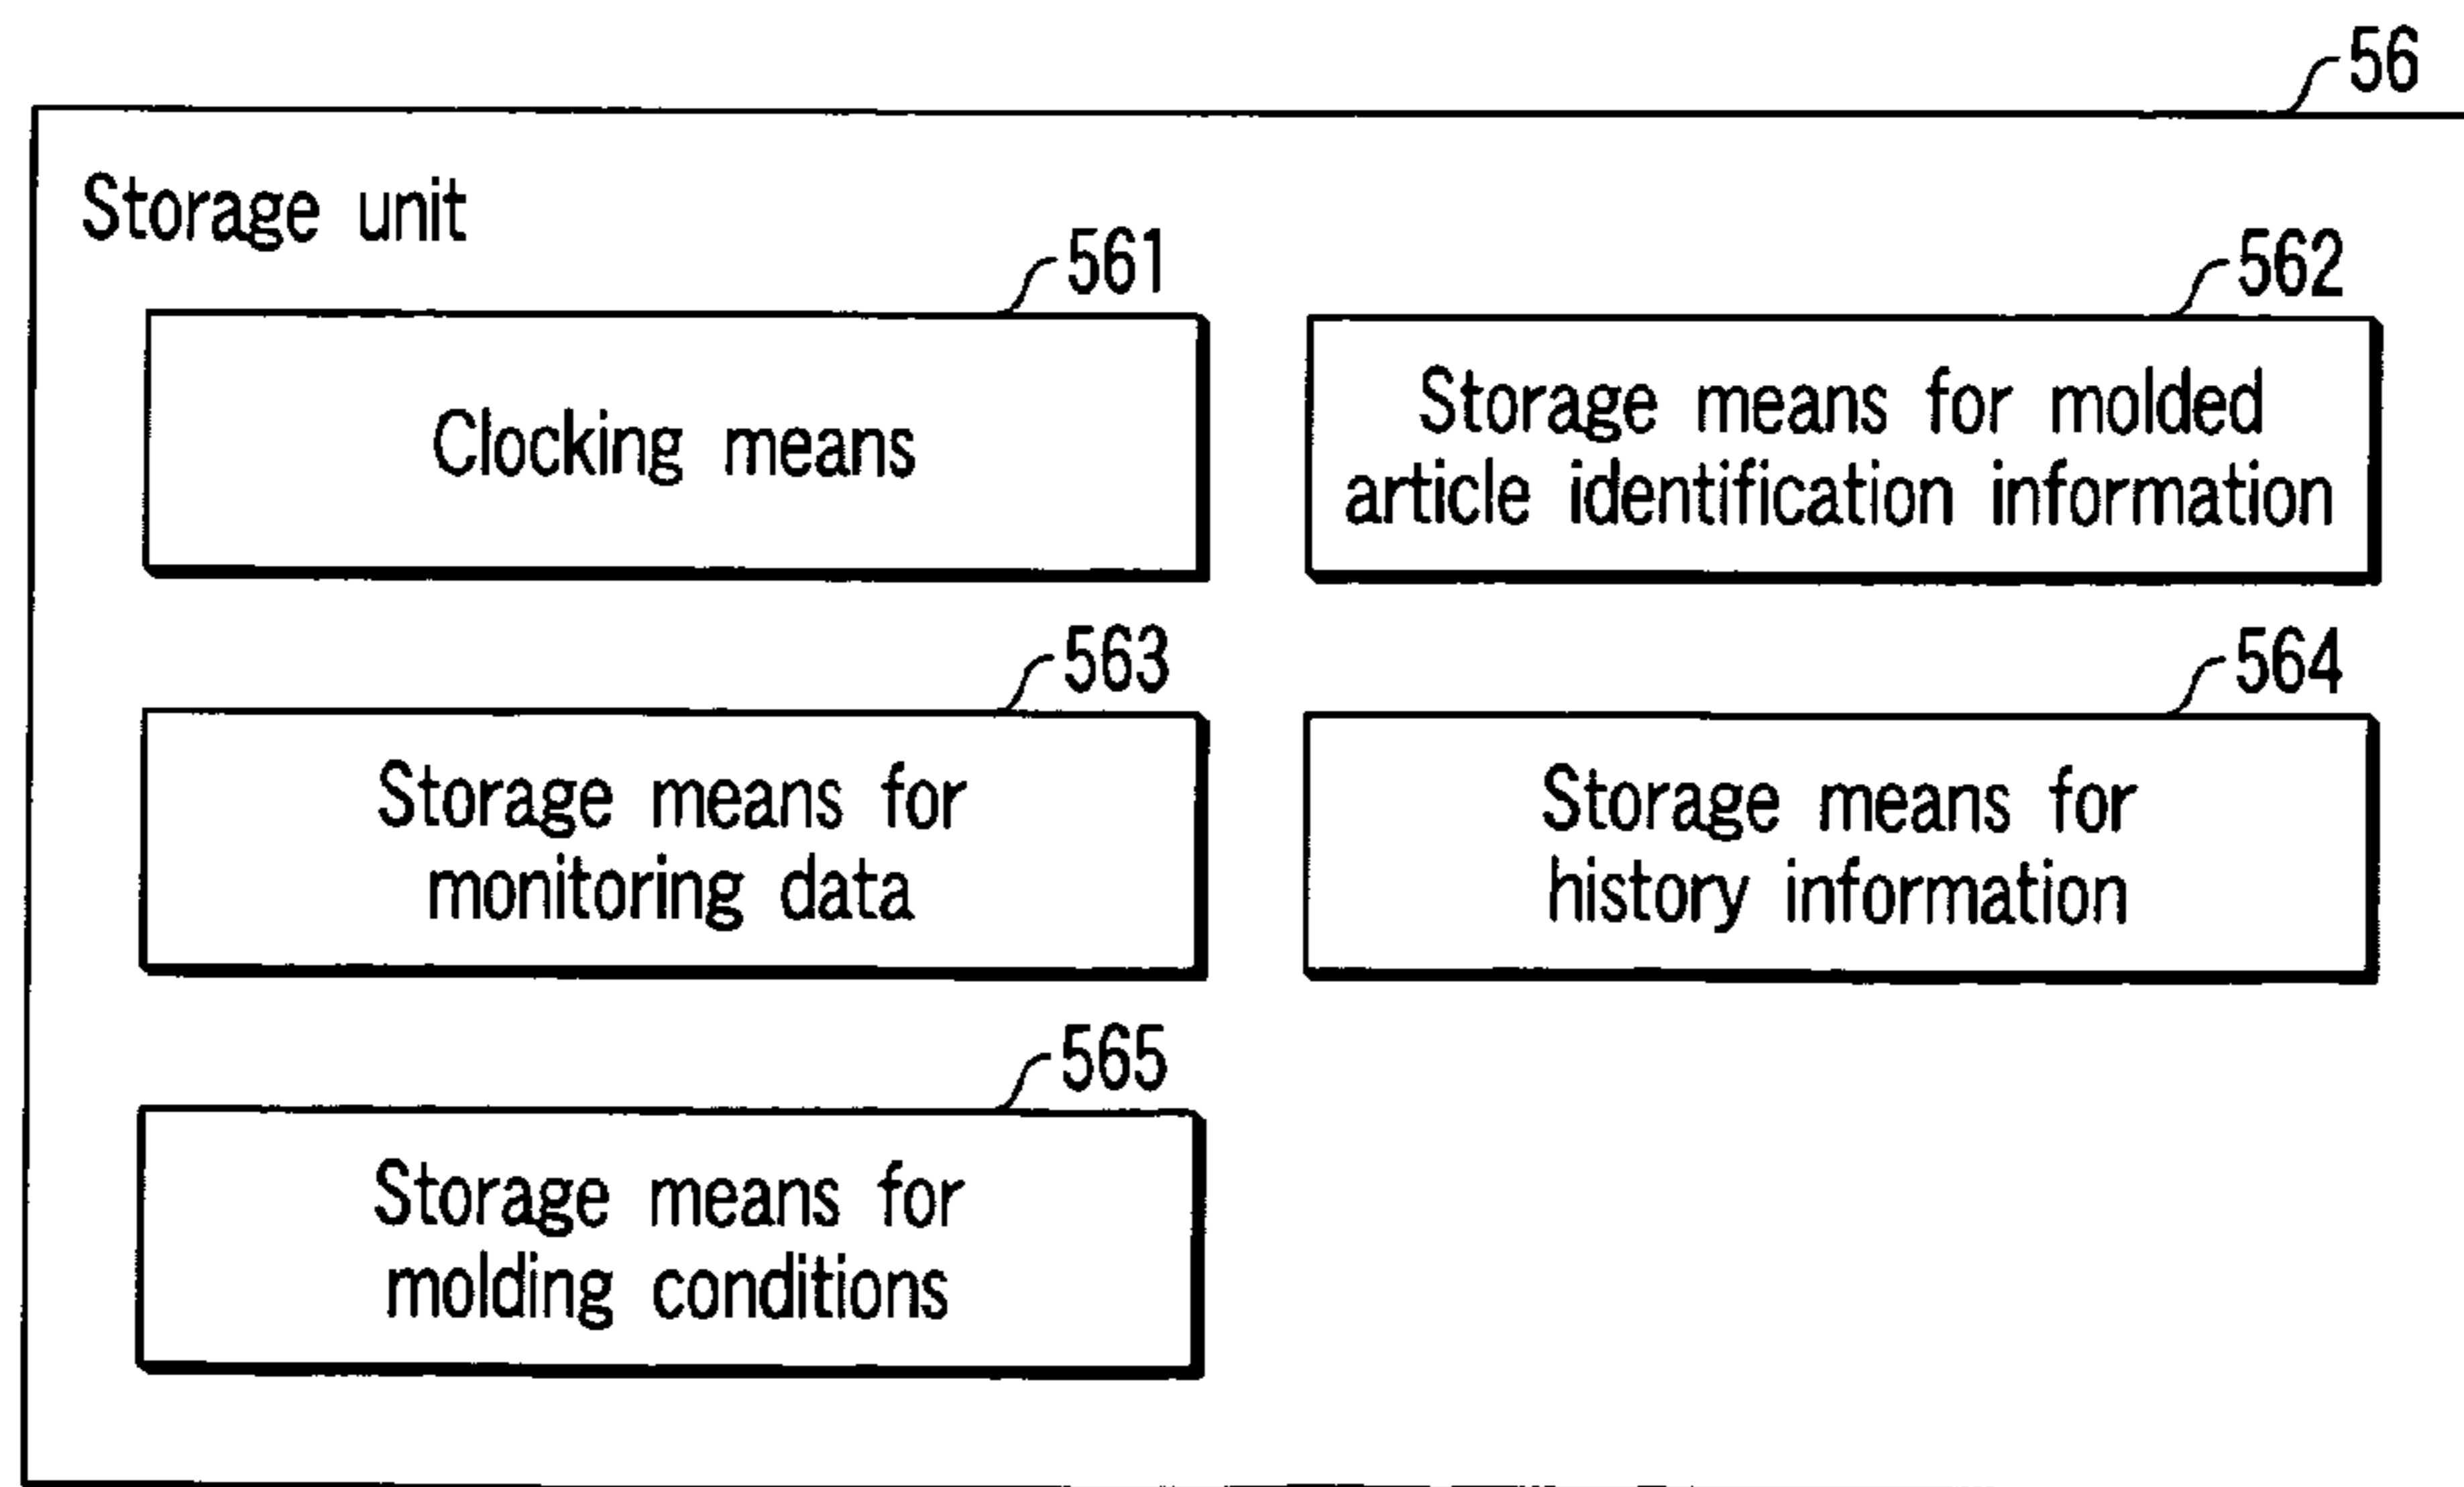 56
Storage unit
561
562
Clocking means
Storage means for molded
article identification information
563
564
Storage means for
monitoring data
Storage means for
history information
565
Storage means for
molding conditions